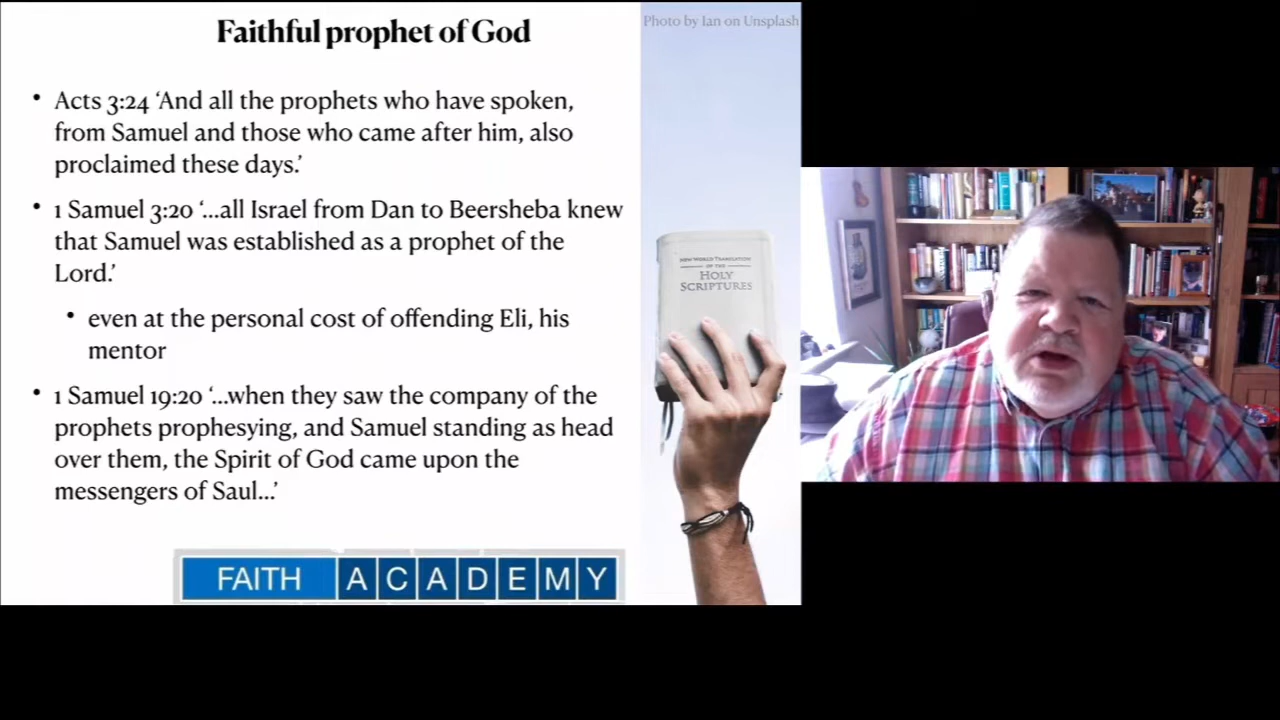 Faithful prophet of God
Photo by Ian on Unsplash
• Acts 3:24 ‘And all the prophets who have spoken,
from Samuel and those who came after him, also
proclaimed these days.’
• 1 Samuel 3:20 ‘...all Israel from Dan to Beersheba knew
that Samuel was established as a prophet of the
Lord.’
• even at the personal cost of offending Eli, his
mentor
• 1 Samuel 19:20 ‘...when they saw the company of the
prophets prophesying, and Samuel standing as head
over them, the Spirit of God came upon the
messengers of Saul...’
NEW WORLD TRANSLATION
OF THE
HOLY
SCRIPTURES
FAITH ACADEMY